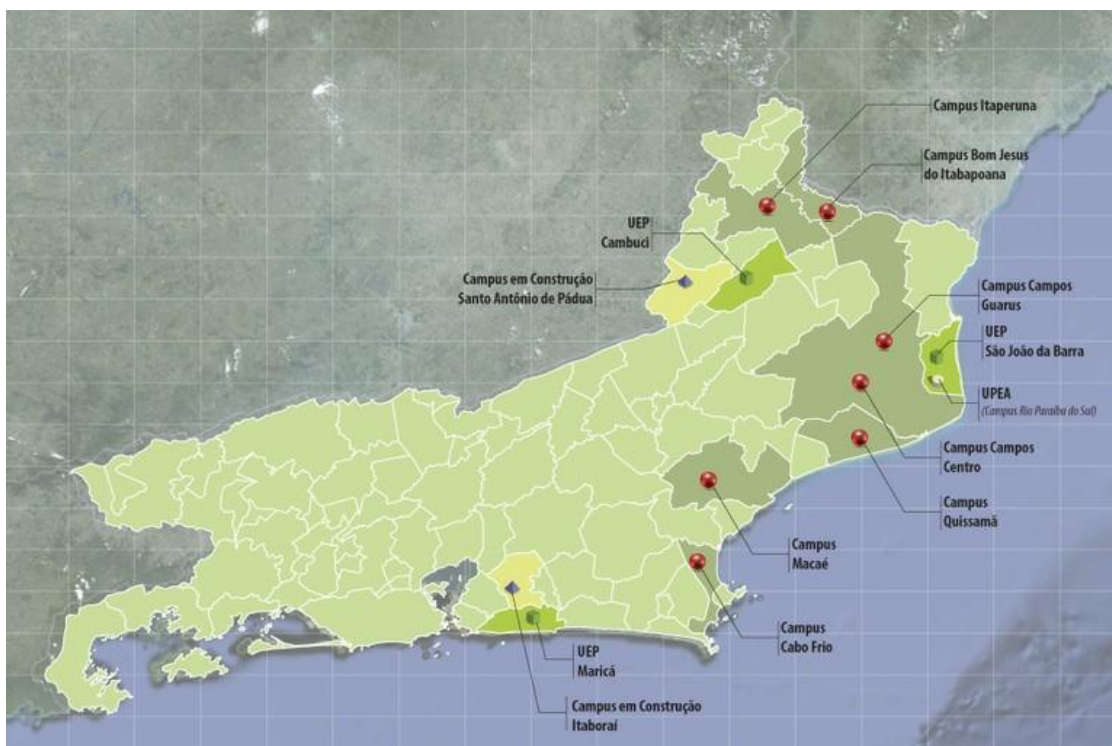 Campus Itaperuna
Campus Bom Jesus
do Itabapoana
UEP
Cambuci
Campus em Construção
Santo Antônio de Pádua
Campus Campos
Guarus
UEP
São João da Barra
UPEA
(Campus Rio Paraíba do Sul)
Campus Campos
Centro
Campus
Quissamã
Campus
Macaé
Campus
Cabo Frio
UEP
Maricá
Campus em Construção
Itaboraí